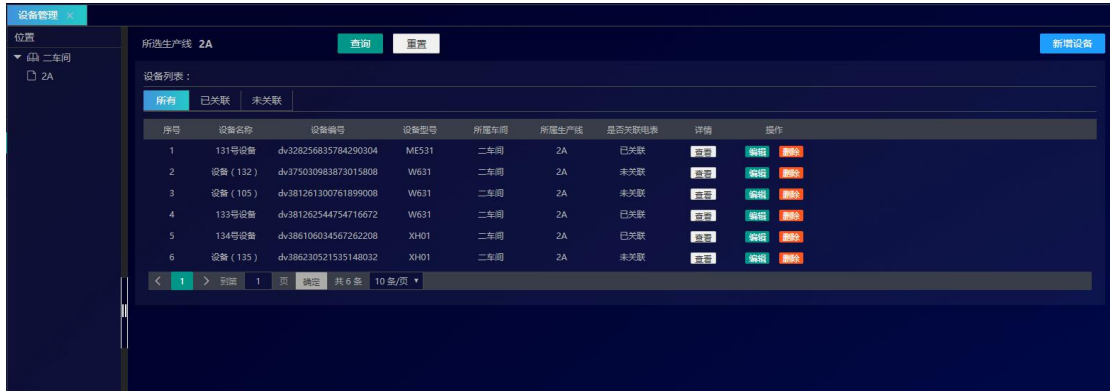 设备管理 ×
位置
二车间
2A
所选生产线 2A 查询 重置 新增设备
设备列表：
所有 已关联 未关联
序号 设备名称 设备编号 设备型号 所属车间 所属生产线 是否关联电表 详情 操作
1 131号设备 dv328256835784290304 ME531 二车间 2A 已关联 查看 编辑 删除
2 设备（132） dv375030983873015808 W631 二车间 2A 未关联 查看 编辑 删除
3 设备（105） dv381261300761899008 W631 二车间 2A 未关联 查看 编辑 删除
4 133号设备 dv381262544754716672 W631 二车间 2A 已关联 查看 编辑 删除
5 134号设备 dv386106034567262208 XH01 二车间 2A 已关联 查看 编辑 删除
6 设备（135） dv386230521535148032 XH01 二车间 2A 未关联 查看 编辑 删除
1 到第 1 页 确定 共 6 条 10 条/页